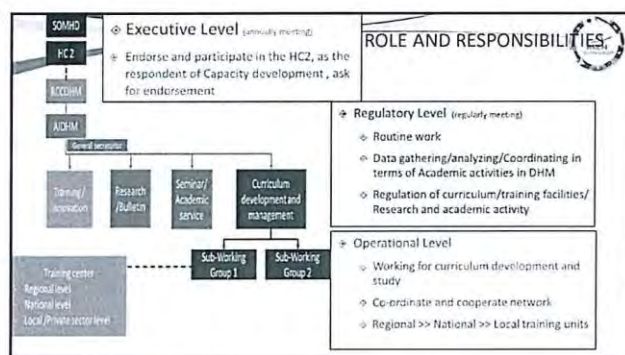 SOMHD
HC 2
AIDHM
General secretariat
Training/
Innovation
Research
/Bulletin
Seminar/
Academic
service
Curriculum
development and
management
Sub-Working
Group 1
Sub-Working
Group 2
Training center
- Regional level
- National level
- Local /Private sector level
ROLE AND RESPONSIBILITIES
Executive Level (annually meeting)
Endorse and participate in the HC2, as the
respondent of Capacity development , ask
for endorsement
Regulatory Level (regularly meeting)
Routine work
Data gathering/analyzing/Coordinating in
terms of Academic activities in DHM
Regulation of curriculum/training facilities/
Research and academic activity
Operational Level
Working for curriculum development and
study
Co-ordinate and cooperate network
Regional >> National >> Local training units